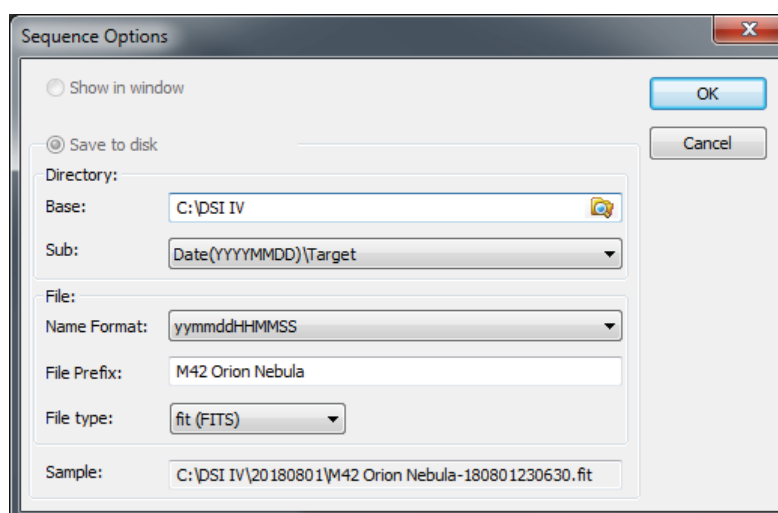 Sequence Options
Show in window
OK
Save to disk
Cancel
Directory:
Base: C:\DSI IV
Sub: Date(YYYYMMDD)\Target
File:
Name Format: yymmddHHMMSS
File Prefix: M42 Orion Nebula
File type: fit (FITS)
Sample: C:\DSI IV\20180801\M42 Orion Nebula-180801230630.fit